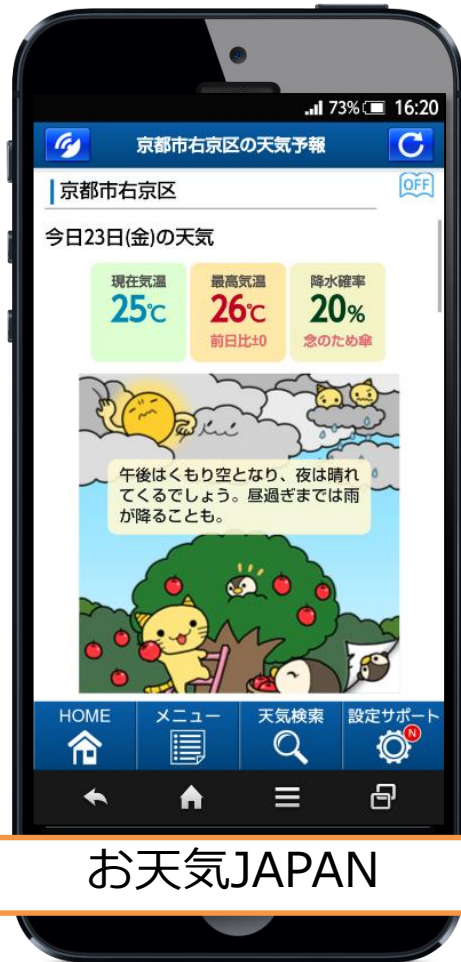 73% 16:20
京都市右京区の天気予報
京都市右京区
OFF
今日23日(金)の天気
現在気温 最高気温 降水確率
25℃ 26℃ 20%
前日比±0 念のため傘
午後はくもり空となり、夜は晴れ
てくるでしょう。昼過ぎまでは雨
が降ることも。
HOME メニュー 天気検索 設定サポート
N
お天気JAPAN